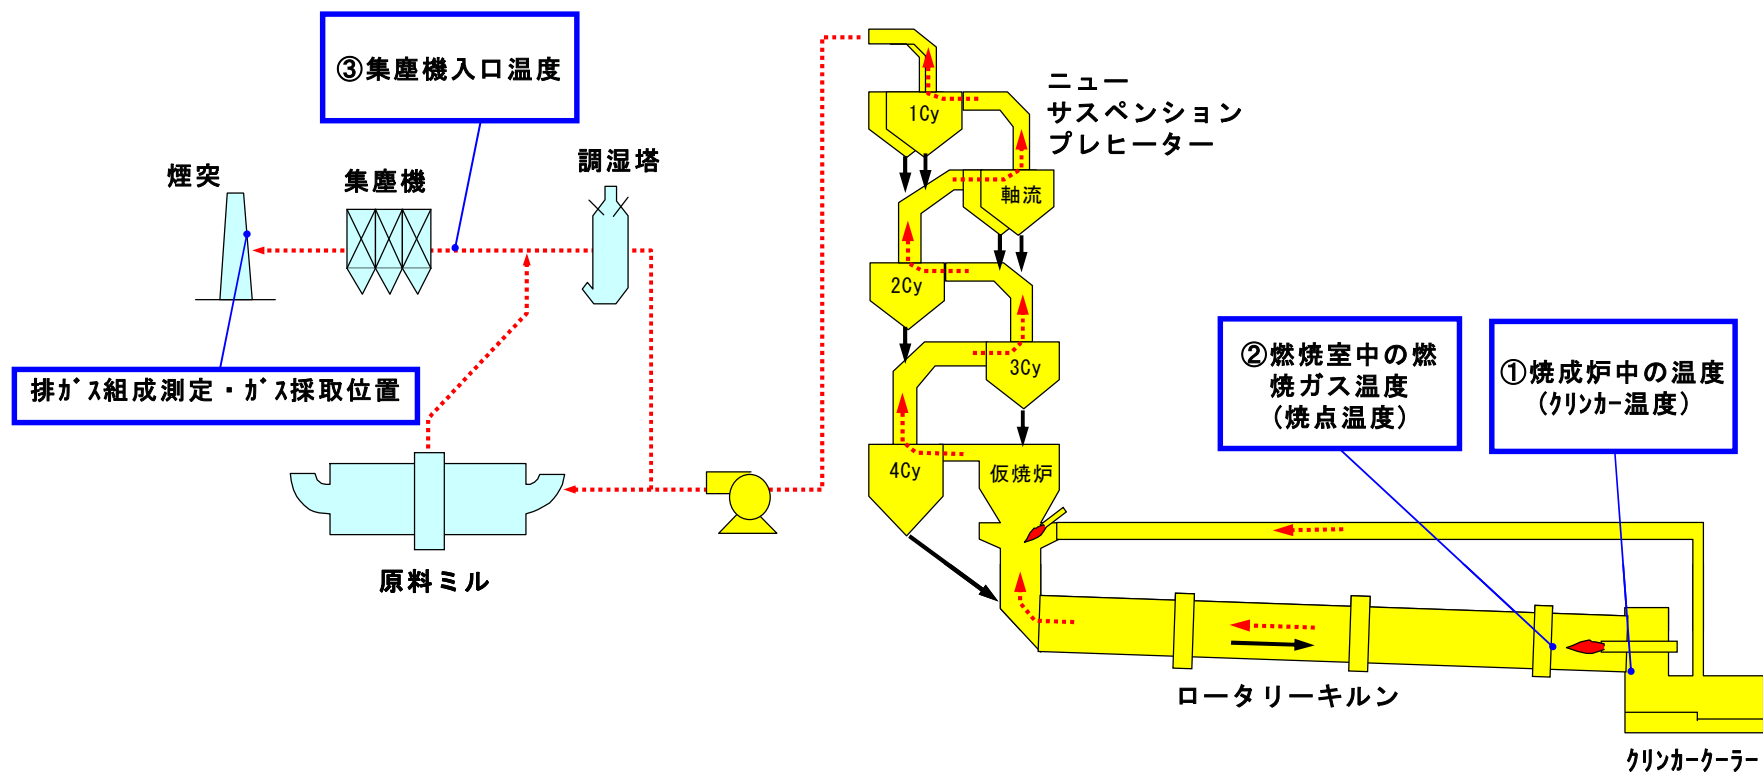 ③集塵機入口温度
ニュー
サスペンション
プレヒーター
1Cy
調湿塔
煙突
集塵機
軸流
2Cy
3Cy
②燃焼室中の燃
焼ガス温度
(焼点温度)
①焼成炉中の温度
(ｸﾘﾝｶｰ温度)
排ｶﾞｽ組成測定・ｶﾞｽ採取位置
4Cy
仮焼炉
原料ミル
ロータリーキルン
ｸﾘﾝｶｰｸｰﾗｰ